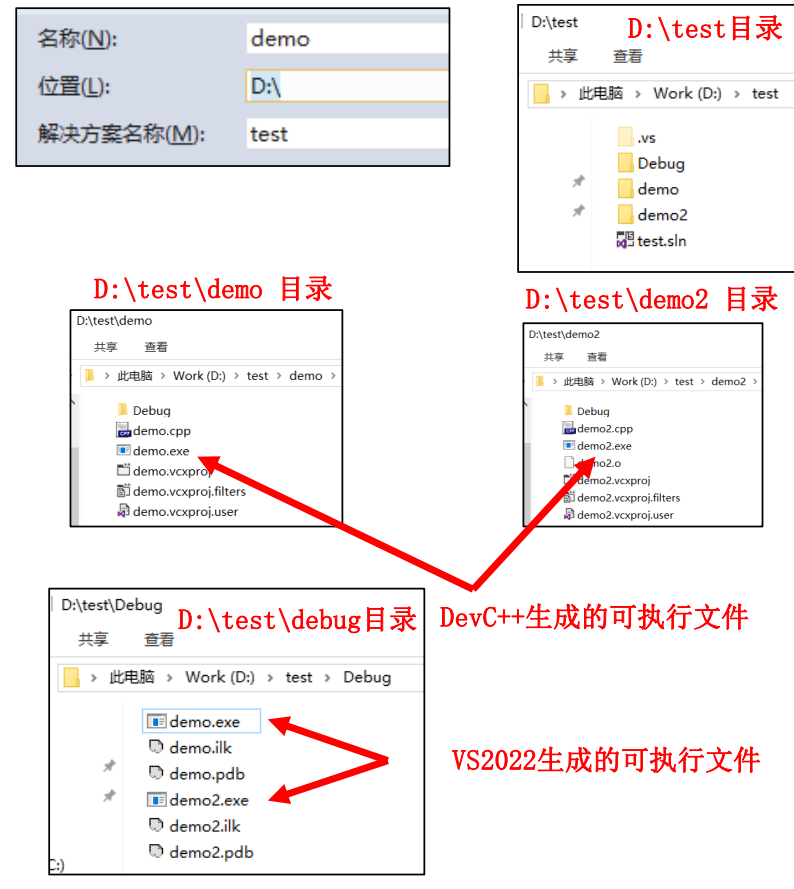 名称(N): demo
位置(L): D:\
解决方案名称(M): test
D:\test
D:\test目录
共享 查看
> 此电脑 > Work (D:) > test
.vs
Debug
demo
demo2
test.sln
D:\test\demo 目录
D:\test\demo
共享 查看
> 此电脑 > Work (D:) > test > demo >
Debug
demo.cpp
demo.exe
demo.vcxproj
demo.vcxproj.filters
demo.vcxproj.user
D:\test\demo2 目录
D:\test\demo2
共享 查看
> 此电脑 > Work (D:) > test > demo2 >
Debug
demo2.cpp
demo2.exe
demo2.o
demo2.vcxproj
demo2.vcxproj.filters
demo2.vcxproj.user
DevC++生成的可执行文件
D:\test\Debug
D:\test\debug目录
共享 查看
> 此电脑 > Work (D:) > test > Debug
demo.exe
demo.ilk
demo.pdb
demo2.exe
demo2.ilk
demo2.pdb
C:)
VS2022生成的可执行文件